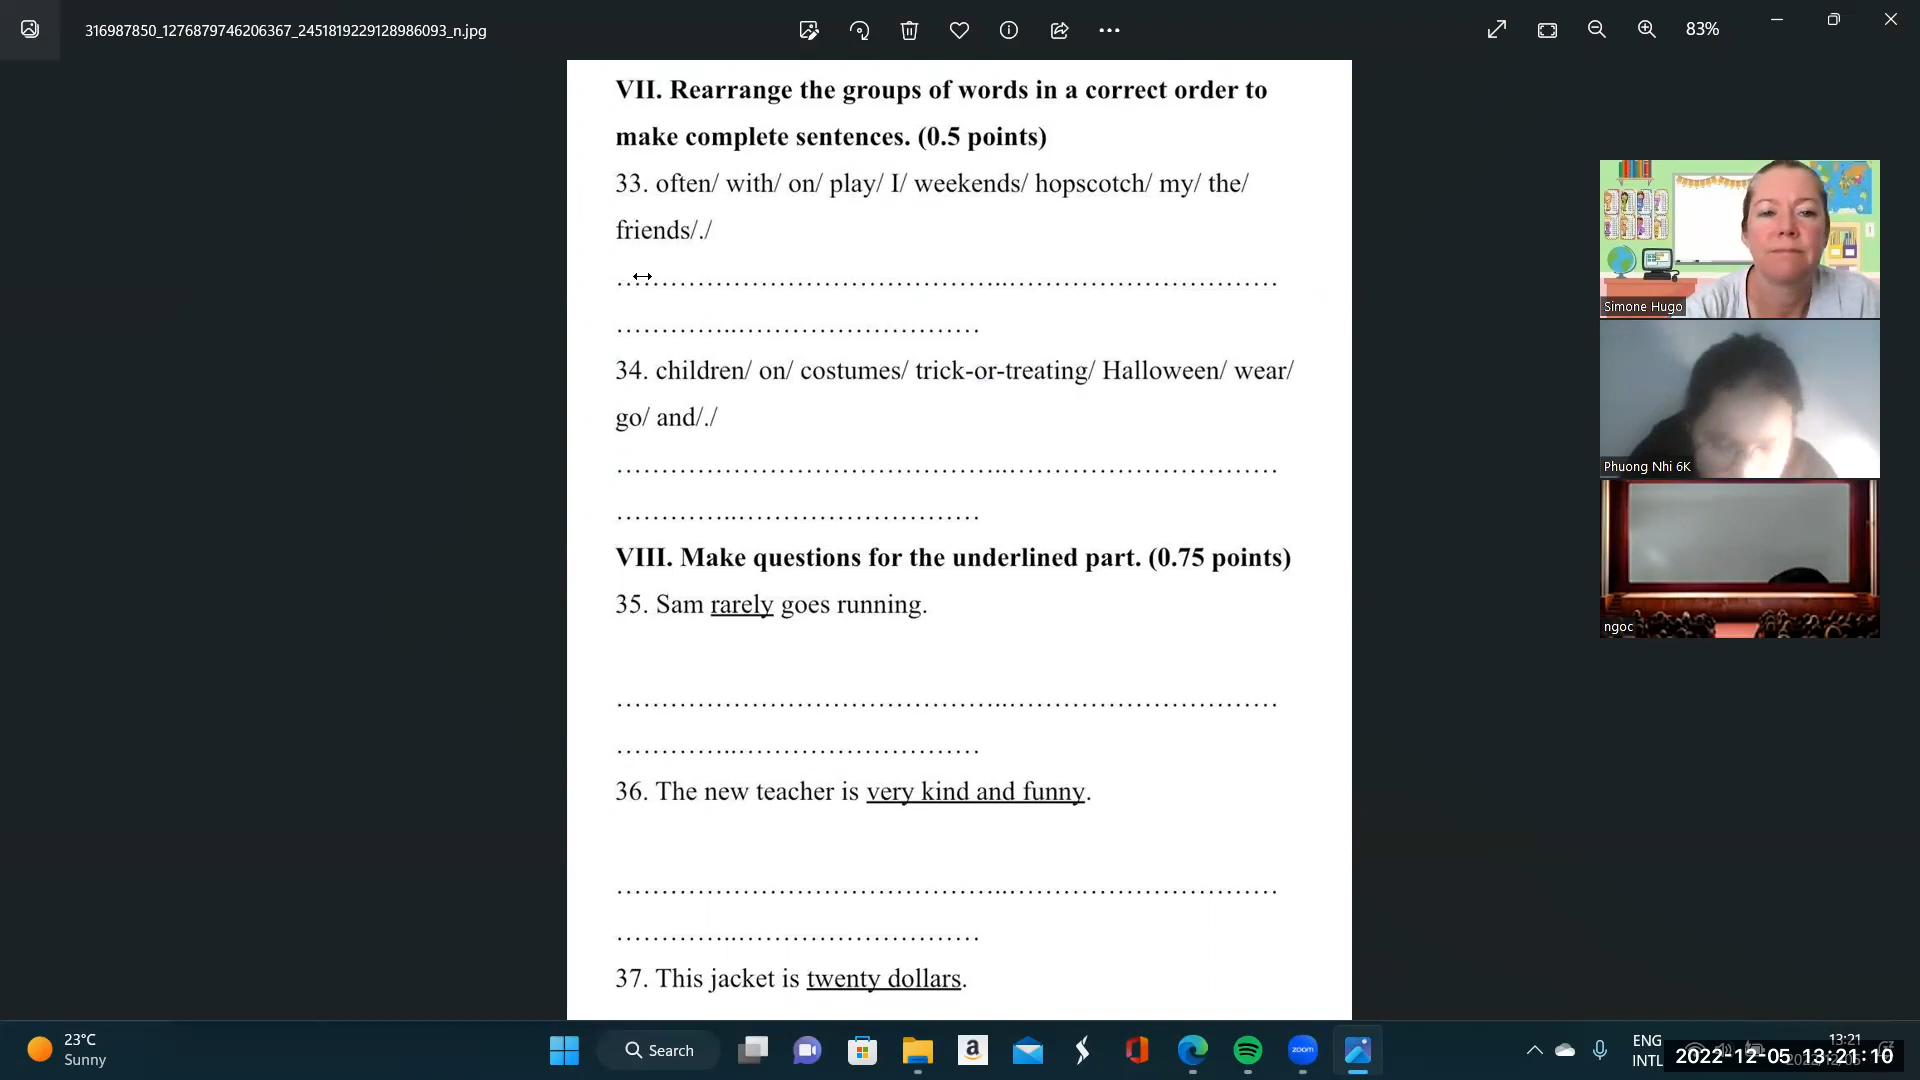 316987850_1276879746206367_2451819229128986093_n.jpg
83%
VII. Rearrange the groups of words in a correct order to
make complete sentences. (0.5 points)
33. often/ with/ on/ play/ I/ weekends/ hopscotch/ my/ the/
friends/./
…………………………………..…………………………
…………..………………………
34. children/ on/ costumes/ trick-or-treating/ Halloween/ wear/
go/ and/./
…………………………………..…………………………
…………..………………………
VIII. Make questions for the underlined part. (0.75 points)
35. Sam rarely goes running.
…………………………………..…………………………
…………..………………………
36. The new teacher is very kind and funny.
…………………………………..…………………………
…………..………………………
37. This jacket is twenty dollars.
Simone Hugo
Phuong Nhi 6K
ngoc
23°C
Sunny
Search
a
zoom
ENG
INTL
13:21
2022-12-05 13:21:10